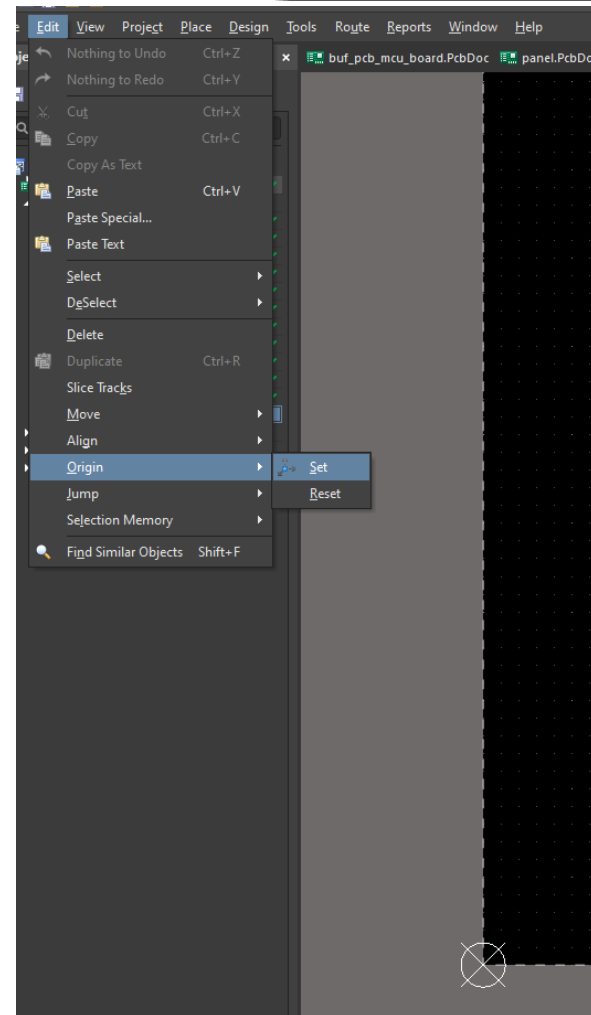 e Edit View Project Place Design Tools Route Reports Window Help
oje Nothing to Undo Ctrl+Z × buf_pcb_mcu_board.PcbDoc panel.PcbDo
Nothing to Redo Ctrl+Y
Cut Ctrl+X
Copy Ctrl+C
Copy As Text
Paste Ctrl+V
Paste Special...
Paste Text
Select
DeSelect
Delete
Duplicate Ctrl+R
Slice Tracks
Move
Align
Origin Set
Jump Reset
Selection Memory
Find Similar Objects Shift+F